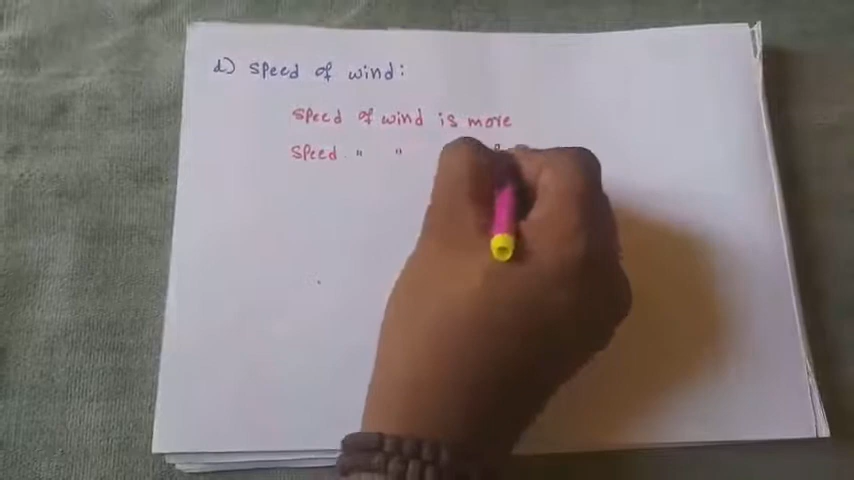 d) Speed of wind:
Speed of wind is more
Speed " "